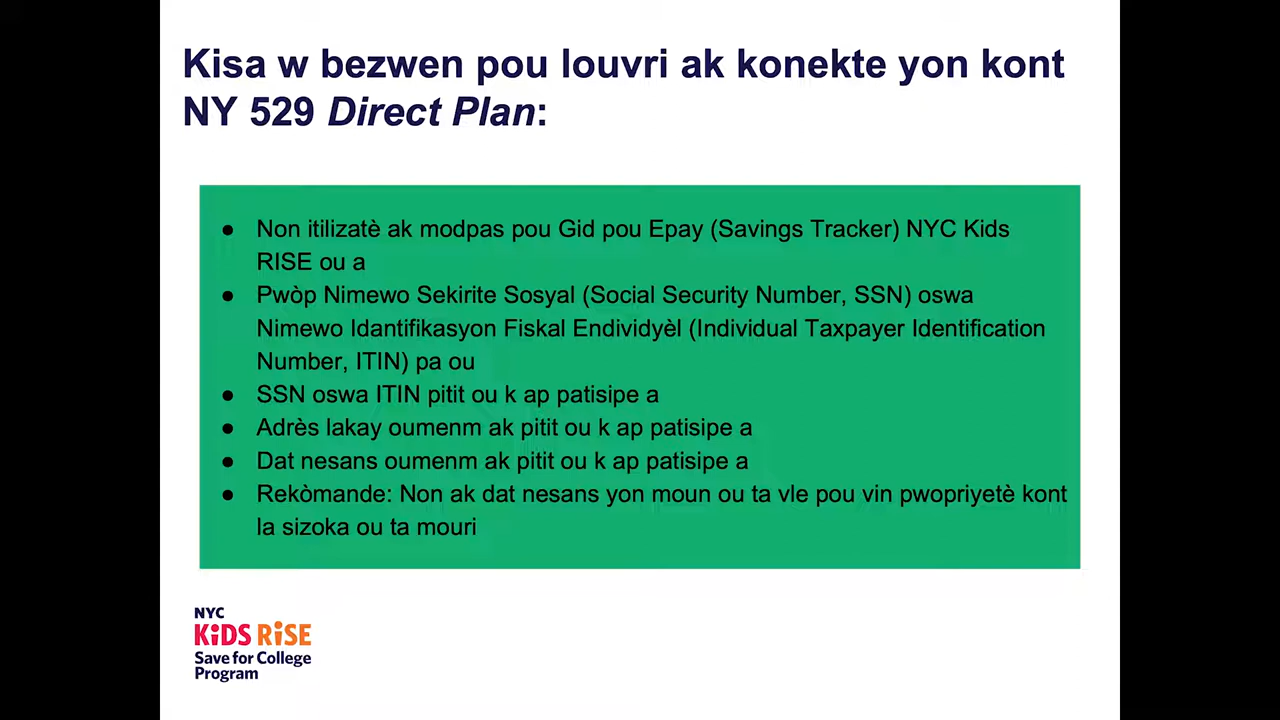 Kisa w bezwen pou louvri ak konekte yon kont
NY 529 Direct Plan:
● Non itilizatè ak modpas pou Gid pou Epay (Savings Tracker) NYC Kids
RISE ou a
● Pwòp Nimewo Sekirite Sosyal (Social Security Number, SSN) oswa
Nimewo Idantifikasyon Fiskal Endividyèl (Individual Taxpayer Identification
Number, ITIN) pa ou
● SSN oswa ITIN pitit ou k ap patisipe a
● Adrès lakay oumenm ak pitit ou k ap patisipe a
● Dat nesans oumenm ak pitit ou k ap patisipe a
● Rekòmande: Non ak dat nesans yon moun ou ta vle pou vin pwopriyetè kont
la sizoka ou ta mouri
NYC
KiDS RiSE
Save for College
Program